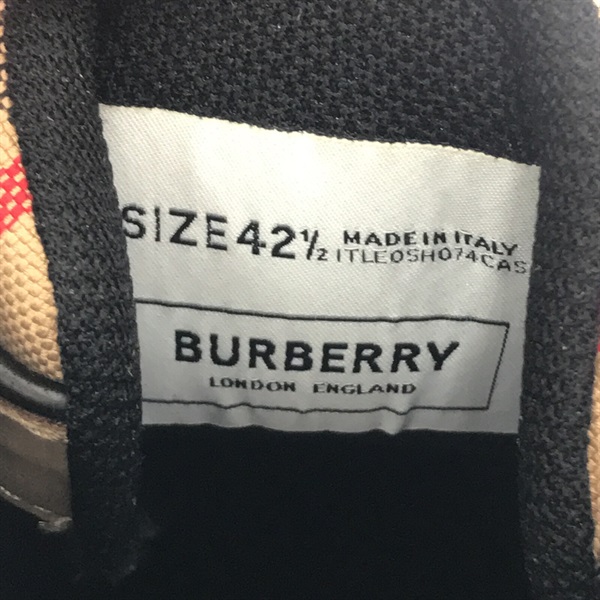 SIZE 42½
MADE IN ITALY
ITLEOSH074CAS
BURBERRY
LONDON ENGLAND